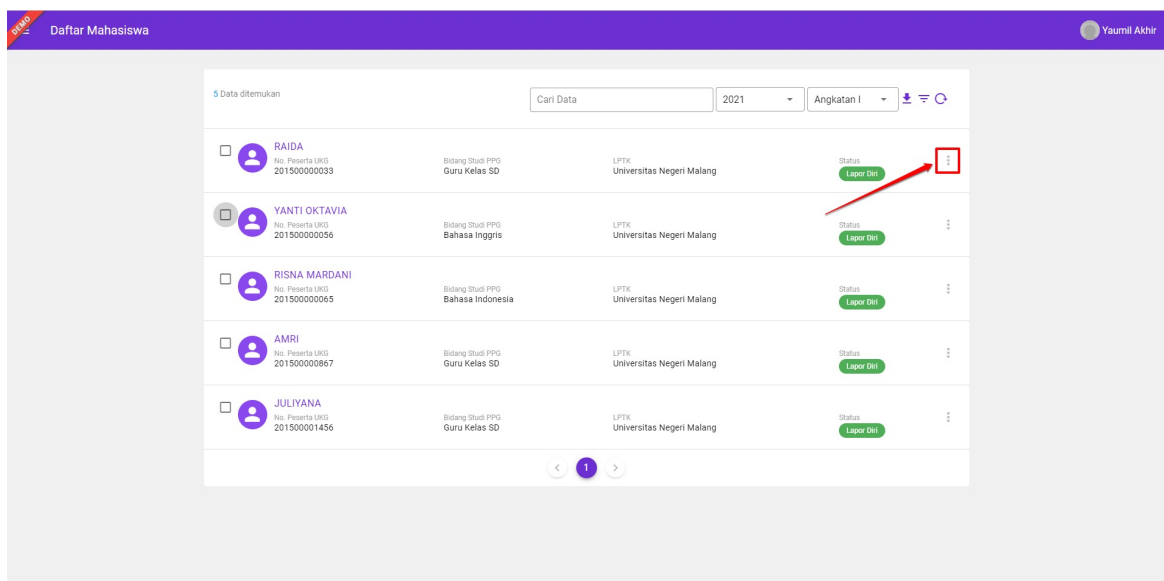 DEMO
Daftar Mahasiswa
Yaumil Akhir
5 Data ditemukan
Cari Data
2021
Angkatan I
RAIDA
No. Peserta UKG
201500000033
Bidang Studi PPG
Guru Kelas SD
LPTK
Universitas Negeri Malang
Status
Lapor Diri
YANTI OKTAVIA
No. Peserta UKG
201500000056
Bidang Studi PPG
Bahasa Inggris
LPTK
Universitas Negeri Malang
Status
Lapor Diri
RISNA MARDANI
No. Peserta UKG
201500000065
Bidang Studi PPG
Bahasa Indonesia
LPTK
Universitas Negeri Malang
Status
Lapor Diri
AMRI
No. Peserta UKG
201500000867
Bidang Studi PPG
Guru Kelas SD
LPTK
Universitas Negeri Malang
Status
Lapor Diri
JULIYANA
No. Peserta UKG
201500001456
Bidang Studi PPG
Guru Kelas SD
LPTK
Universitas Negeri Malang
Status
Lapor Diri
1